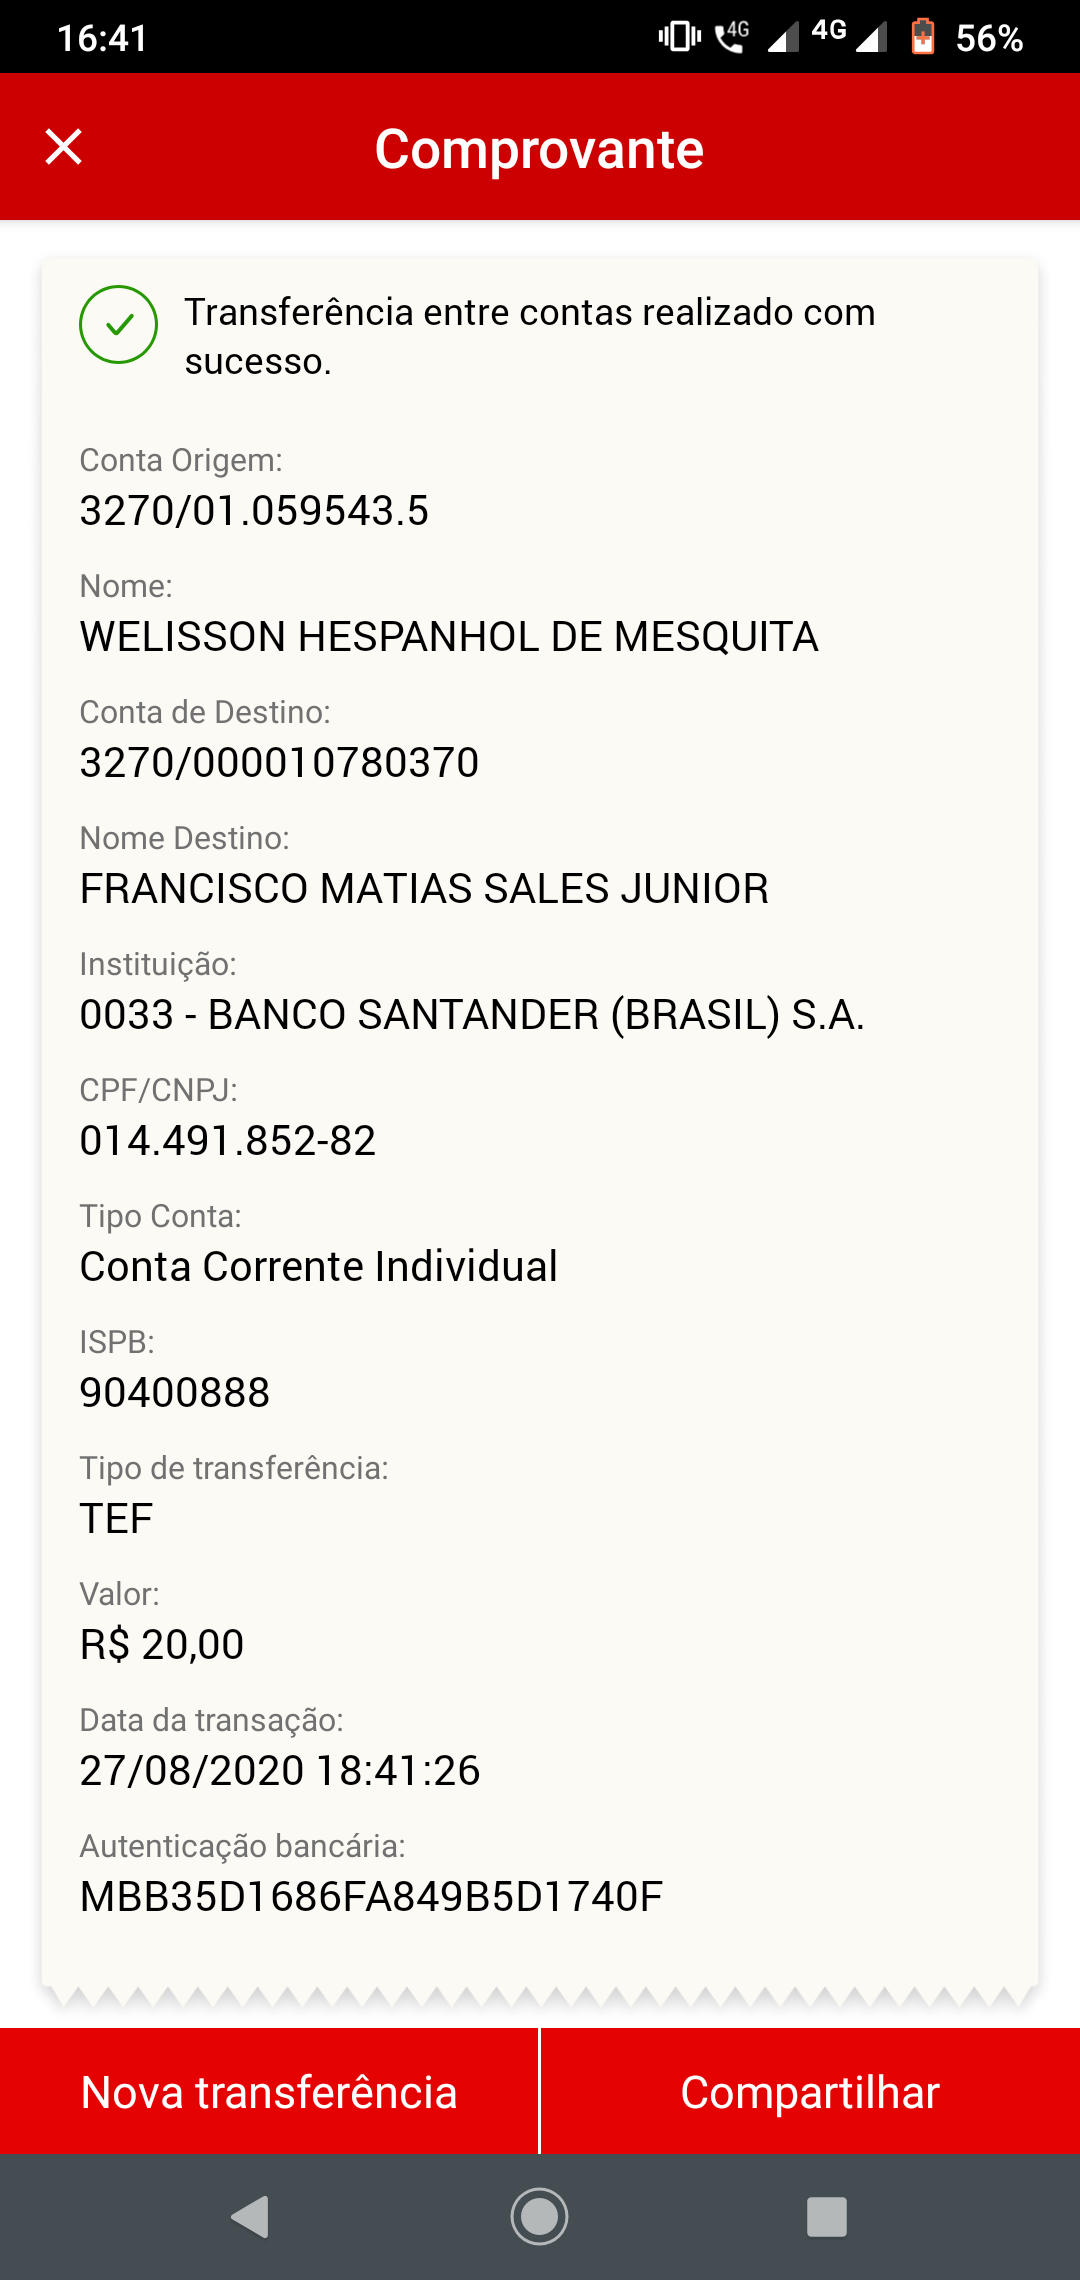 16:41 4G 4G 56%
Comprovante
Transferência entre contas realizado com
sucesso.
Conta Origem:
3270/01.059543.5
Nome:
WELISSON HESPANHOL DE MESQUITA
Conta de Destino:
3270/000010780370
Nome Destino:
FRANCISCO MATIAS SALES JUNIOR
Instituição:
0033 - BANCO SANTANDER (BRASIL) S.A.
CPF/CNPJ:
014.491.852-82
Tipo Conta:
Conta Corrente Individual
ISPB:
90400888
Tipo de transferência:
TEF
Valor:
R$ 20,00
Data da transação:
27/08/2020 18:41:26
Autenticação bancária:
MBB35D1686FA849B5D1740F
Nova transferência
Compartilhar